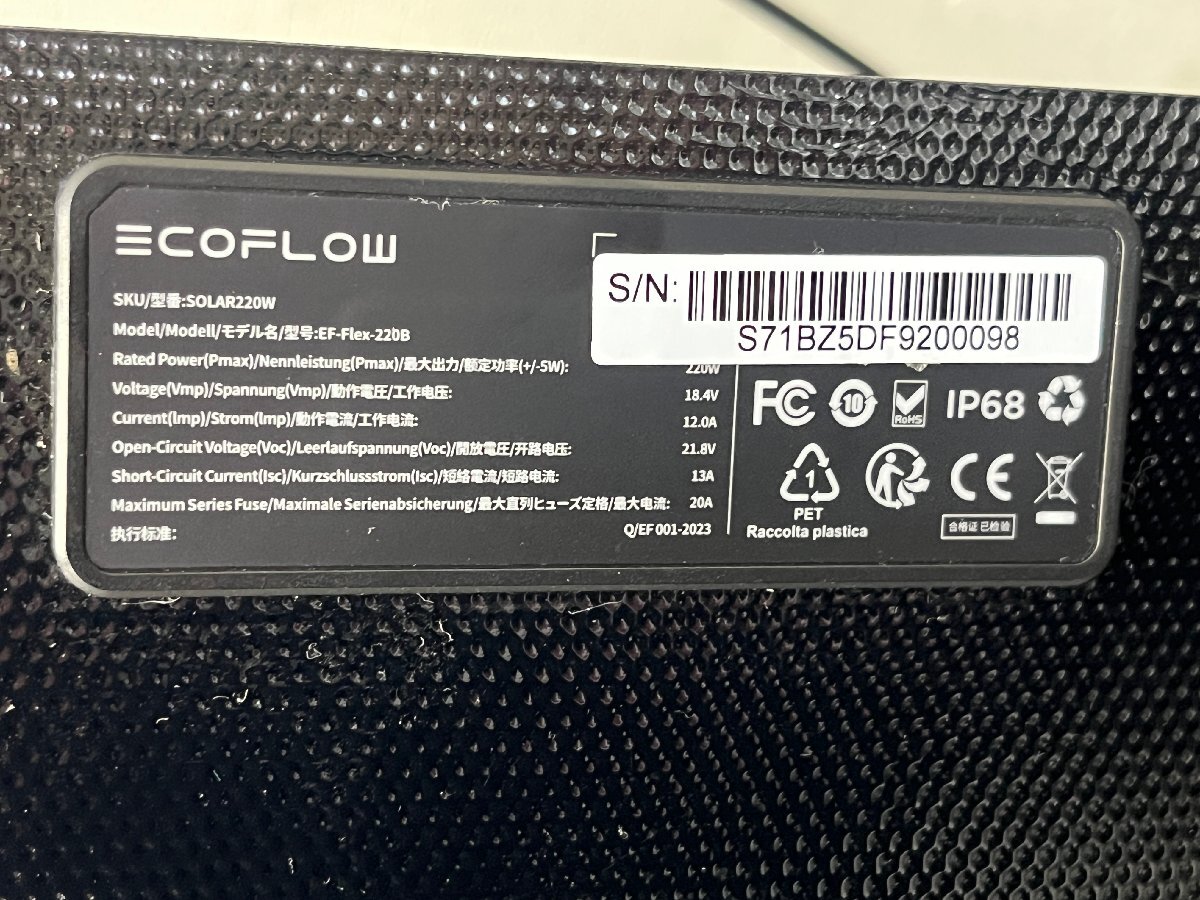 ECOFLOW
SKU/型番:SOLAR220W
Model/Modell/モデル名/型号:EF-Flex-220B
Rated Power(Pmax)/Nennleistung(Pmax)/最大出力/额定功率(+/-5W): 220W
Voltage(Vmp)/Spannung(Vmp)/動作電圧/工作电压: 18.4V
Current(Imp)/Strom(Imp)/動作電流/工作电流: 12.0A
Open-Circuit Voltage(Voc)/Leerlaufspannung(Voc)/開放電圧/开路电压: 21.8V
Short-Circuit Current(Isc)/Kurzschlussstrom(Isc)/短絡電流/短路电流: 13A
Maximum Series Fuse/Maximale Serienabsicherung/最大直列ヒューズ定格/最大电流: 20A
执行标准: Q/EF 001-2023
S/N:
S71BZ5DF9200098
FC 10 RoHS IP68
1 CE
PET
Raccolta plastica
合格证 已检验